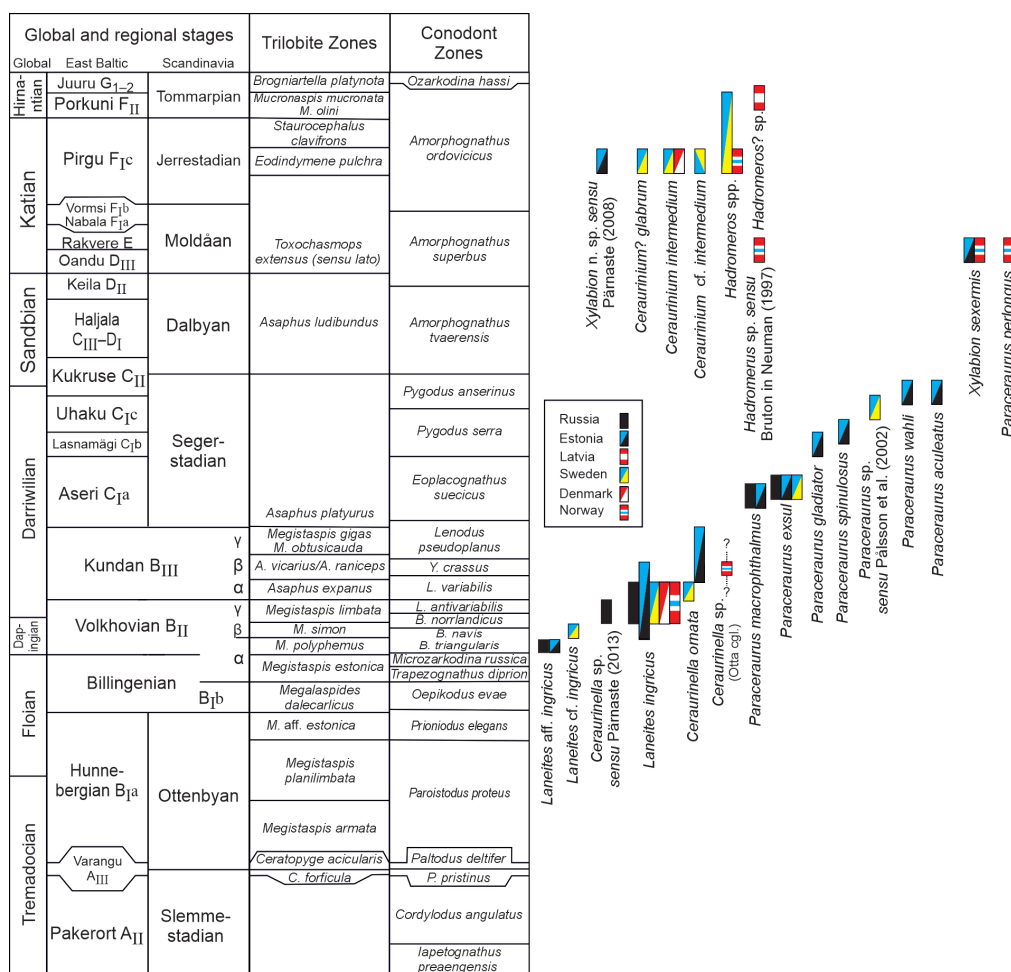 Global and regional stages
Trilobite Zones
Conodont
Zones
Global
East Baltic
Scandinavia
Hirna-
ntian
Katian
Sandbian
Darriwilian
Dap-
ingian
Floian
Tremadocian
Juuru G1–2
Porkuni FII
Pirgu FIc
Vormsi FIb
Nabala FIa
Rakvere E
Oandu DIII
Keila DII
Haljala
CIII–DI
Kukruse CII
Uhaku CIc
Lasnamägi CIb
Aseri CIa
Kundan BIII
γ
β
α
Volkhovian BII
γ
β
α
Billingenian
BIb
Hunne-
bergian BIa
Varangu
AIII
Pakerort AII
Tommarpian
Jerrestadian
Moldåan
Dalbyan
Seger-
stadian
Ottenbyan
Slemme-
stadian
Brogniartella platynota
Mucronaspis mucronata
M. olini
Staurocephalus
clavifrons
Eodindymene pulchra
Toxochasmops
extensus (sensu lato)
Asaphus ludibundus
Asaphus platyurus
Megistaspis gigas
M. obtusicauda
A. vicarius/A. raniceps
Asaphus expanus
Megistaspis limbata
M. simon
M. polyphemus
Megistaspis estonica
Megalaspides
dalecarlicus
M. aff. estonica
Megistaspis
planilimbata
Megistaspis armata
Ceratopyge acicularis
C. forficula
Ozarkodina hassi
Amorphognathus
ordovicicus
Amorphognathus
superbus
Amorphognathus
tvaerensis
Pygodus anserinus
Pygodus serra
Eoplacognathus
suecicus
Lenodus
pseudoplanus
Y. crassus
L. variabilis
L. antivariabilis
B. norrlandicus
B. navis
B. triangularis
Microzarkodina russica
Trapezognathus diprion
Oepikodus evae
Prioniodus elegans
Paroistodus proteus
Paltodus deltifer
P. pristinus
Cordylodus angulatus
Iapetognathus
preaengensis
Russia
Estonia
Latvia
Sweden
Denmark
Norway
Laneites aff. ingricus
Laneites cf. ingricus
Ceraurinella sp.
sensu Pärnaste (2013)
Laneites ingricus
Ceraurinella ornata
?
?
Ceraurinella sp.
(Otta cgl.)
Paraceraurus macrophthalmus
Paraceraurus exsul
Paraceraurus gladiator
Paraceraurus spinulosus
Paraceraurus sp.
sensu Pålsson et al. (2002)
Paraceraurus wahli
Paraceraurus aculeatus
Xylabion n. sp. sensu
Pärnaste (2008)
Ceraurinium? glabrum
Ceraurinium intermedium
Ceraurinium cf. intermedium
Hadromeros spp.
Hadromeros? sp.
Hadromerus sp. sensu
Bruton in Neuman (1997)
Xylabion sexermis
Paraceraurus perlongus